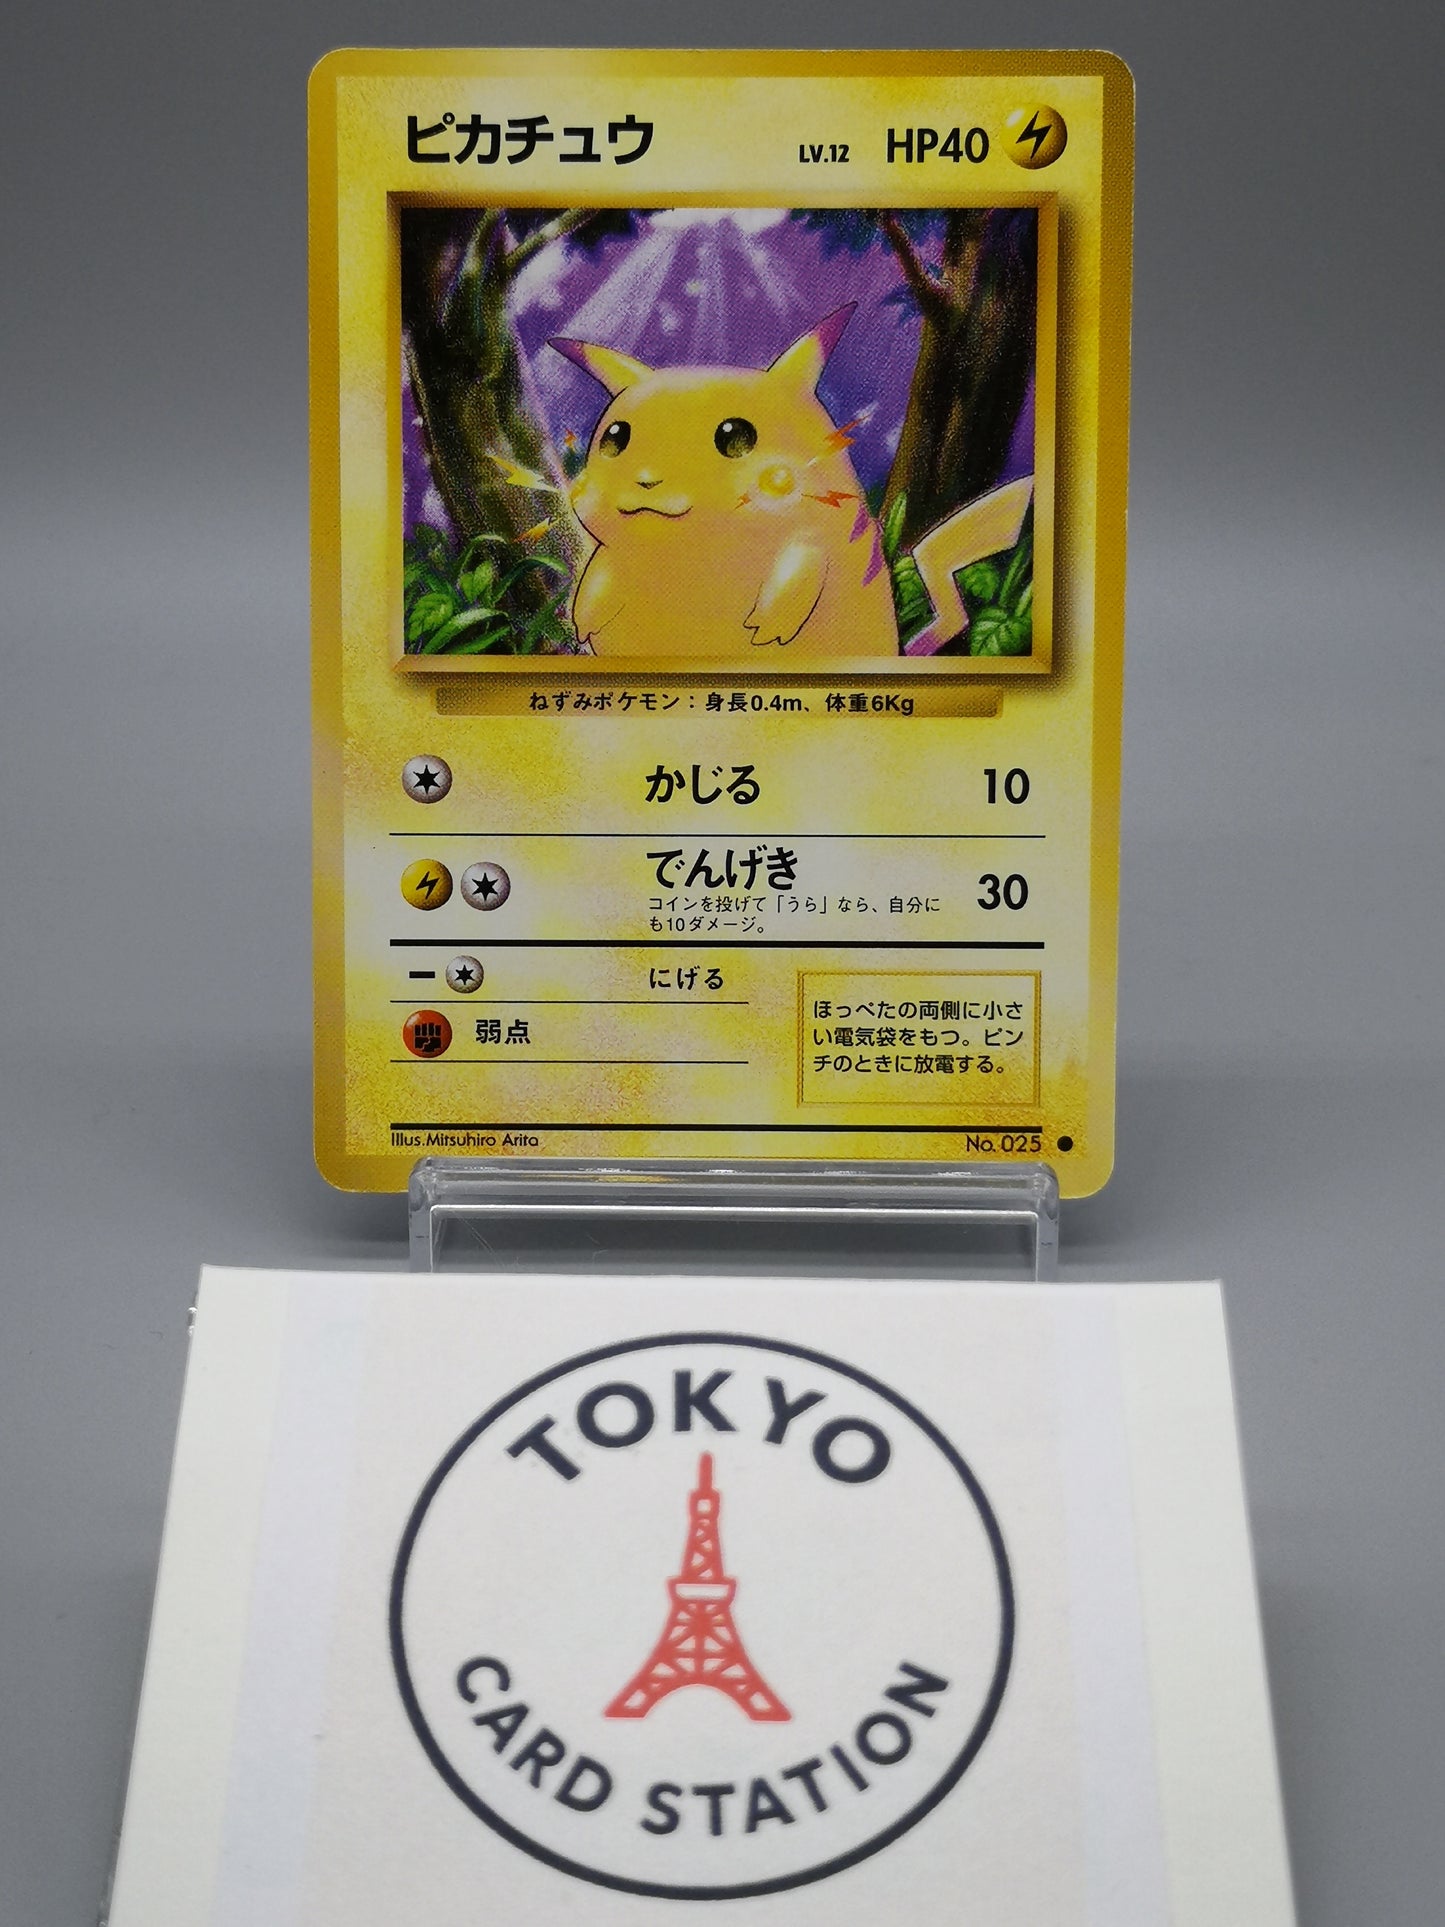 ピカチュウ LV.12 HP40
ねずみポケモン：身長0.4m、体重6Kg
かじる 10
でんげき 30
コインを投げて「うら」なら、自分に
も10ダメージ。
ー にげる
弱点
ほっぺたの両側に小さ
い電気袋をもつ。ピン
チのときに放電する。
Illus.Mitsuhiro Arita No.025
TOKYO
CARD STATION